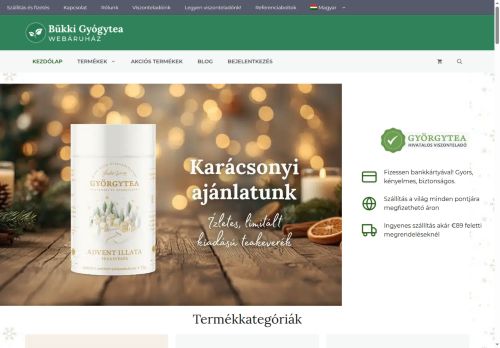 Szállítás és fizetés Kapcsolat Rólunk Viszonteladóink Legyen viszonteladónk! Referenciaboltok Magyar
Bükki Gyógytea
WEBÁRUHÁZ
KEZDŐLAP TERMÉKEK AKCIÓS TERMÉKEK BLOG BEJELENTKEZÉS
GYÖRGYTEA
ADVENT ILLATA
Karácsonyi
ajánlatunk
Ízletes, limitált
kiadású teakeverék
GYÖRGYTEA
HIVATALOS VISZONTELADÓ
Fizessen bankkártyával! Gyors,
kényelmes, biztonságos.
Szállítás a világ minden pontjára
megfizethető áron
Ingyenes szállítás akár €89 feletti
megrendeléseknél
Termékkategóriák